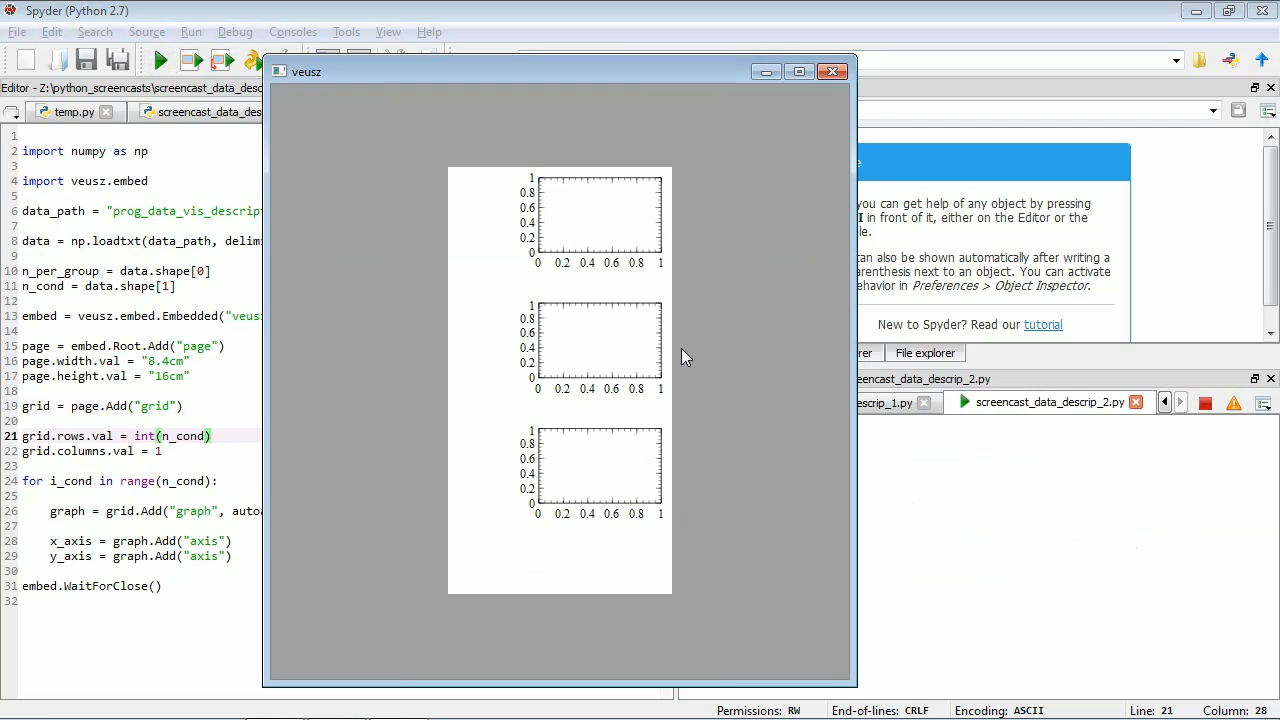 Spyder (Python 2.7)
File Edit Search Source Run Debug Consoles Tools View Help
Editor - Z:\python_screencasts\screencast_data_desc
temp.py
screencast_data_des
1
2 import numpy as np
3
4 import veusz.embed
5
6 data_path = "prog_data_vis_descript
7
8 data = np.loadtxt(data_path, delimi
9
10 n_per_group = data.shape[0]
11 n_cond = data.shape[1]
12
13 embed = veusz.embed.Embedded("veus
14
15 page = embed.Root.Add("page")
16 page.width.val = "8.4cm"
17 page.height.val = "16cm"
18
19 grid = page.Add("grid")
20
21 grid.rows.val = int(n_cond)
22 grid.columns.val = 1
23
24 for i_cond in range(n_cond):
25
26 graph = grid.Add("graph", auto
27
28 x_axis = graph.Add("axis")
29 y_axis = graph.Add("axis")
30
31 embed.WaitForClose()
32
veusz
1
0.8
0.6
0.4
0.2
0
0 0.2 0.4 0.6 0.8 1
1
0.8
0.6
0.4
0.2
0
0 0.2 0.4 0.6 0.8 1
1
0.8
0.6
0.4
0.2
0
0 0.2 0.4 0.6 0.8 1
e
you can get help of any object by pressing
I in front of it, either on the Editor or the
le.
can also be shown automatically after writing a
arenthesis next to an object. You can activate
ehavior in Preferences > Object Inspector.
New to Spyder? Read our tutorial
rer File explorer
eencast_data_descrip_2.py
escrip_1.py screencast_data_descrip_2.py
Permissions: RW End-of-lines: CRLF Encoding: ASCII Line: 21 Column: 28